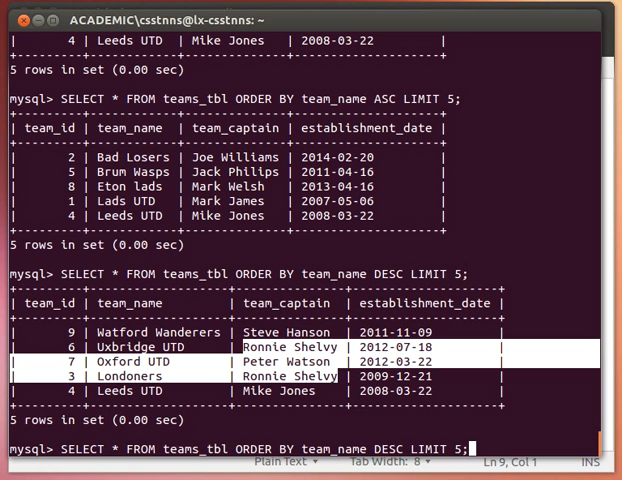 ACADEMIC\csstnns@lx-csstnns: ~
| 4 | Leeds UTD | Mike Jones | 2008-03-22 |
+---------+------------+--------------+--------------------+
5 rows in set (0.00 sec)
mysql> SELECT * FROM teams_tbl ORDER BY team_name ASC LIMIT 5;
+---------+------------+--------------+--------------------+
| team_id | team_name | team_captain | establishment_date |
+---------+------------+--------------+--------------------+
| 2 | Bad Losers | Joe Williams | 2014-02-20 |
| 5 | Brum Wasps | Jack Philips | 2011-04-16 |
| 8 | Eton lads | Mark Welsh | 2013-04-16 |
| 1 | Lads UTD | Mark James | 2007-05-06 |
| 4 | Leeds UTD | Mike Jones | 2008-03-22 |
+---------+------------+--------------+--------------------+
5 rows in set (0.00 sec)
mysql> SELECT * FROM teams_tbl ORDER BY team_name DESC LIMIT 5;
+---------+-------------------+---------------+--------------------+
| team_id | team_name | team_captain | establishment_date |
+---------+-------------------+---------------+--------------------+
| 9 | Watford Wanderers | Steve Hanson | 2011-11-09 |
| 6 | Uxbridge UTD | Ronnie Shelvy | 2012-07-18 |
| 7 | Oxford UTD | Peter Watson | 2012-03-22 |
| 3 | Londoners | Ronnie Shelvy | 2009-12-21 |
| 4 | Leeds UTD | Mike Jones | 2008-03-22 |
+---------+-------------------+---------------+--------------------+
5 rows in set (0.00 sec)
mysql> SELECT * FROM teams_tbl ORDER BY team_name DESC LIMIT 5;
Plain Text Tab Width: 8 Ln 9, Col 1 INS